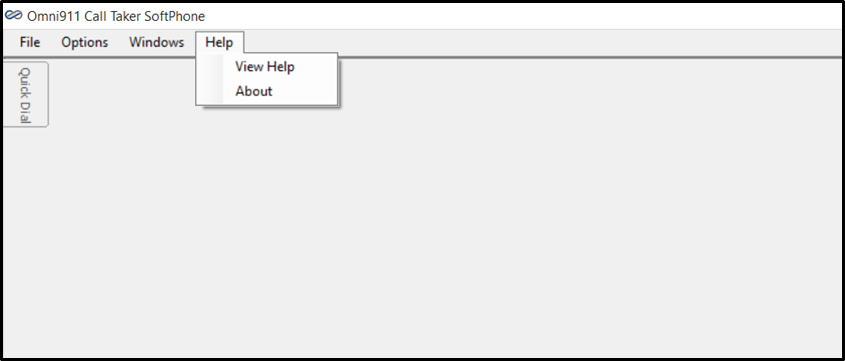 Omni911 Call Taker SoftPhone
File Options Windows Help
View Help
About
Quick Dial